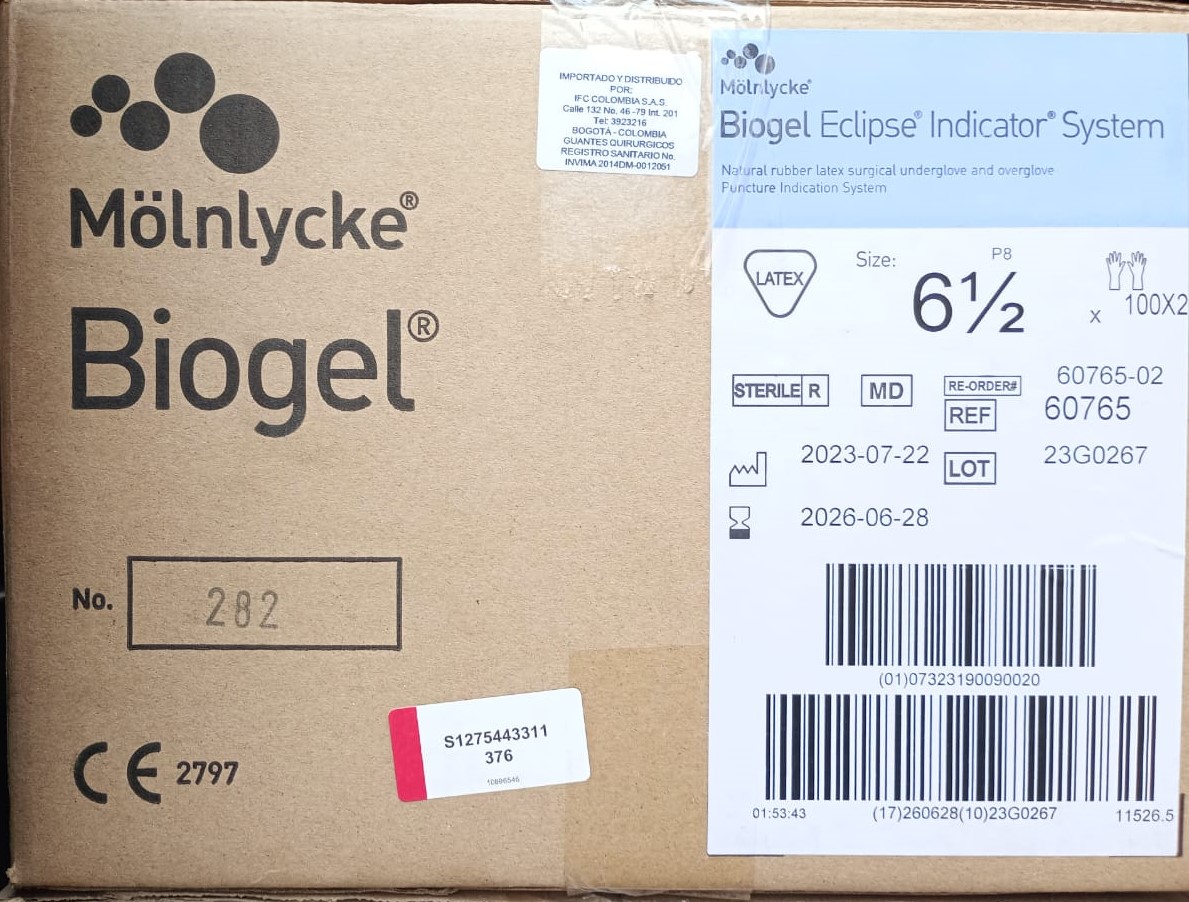 Mölnlycke®
Biogel®
No. 282
CE 2797
S1275443311
376
IMPORTADO Y DISTRIBUIDO
POR:
IFC COLOMBIA S.A.S.
Calle 132 No. 46 -79 Int. 201
Tel: 3923216
BOGOTÁ - COLOMBIA
GUANTES QUIRURGICOS
REGISTRO SANITARIO No.
INVIMA 2014DM-0012051
Mölnlycke®
Biogel Eclipse® Indicator® System
Natural rubber latex surgical underglove and overglove
Puncture Indication System
LATEX
Size:
P8
6½
x 100X2
STERILE R
MD
RE-ORDER# 60765-02
REF 60765
2023-07-22
LOT 23G0267
2026-06-28
(01)07323190090020
01:53:43
(17)260628(10)23G0267
11526.5